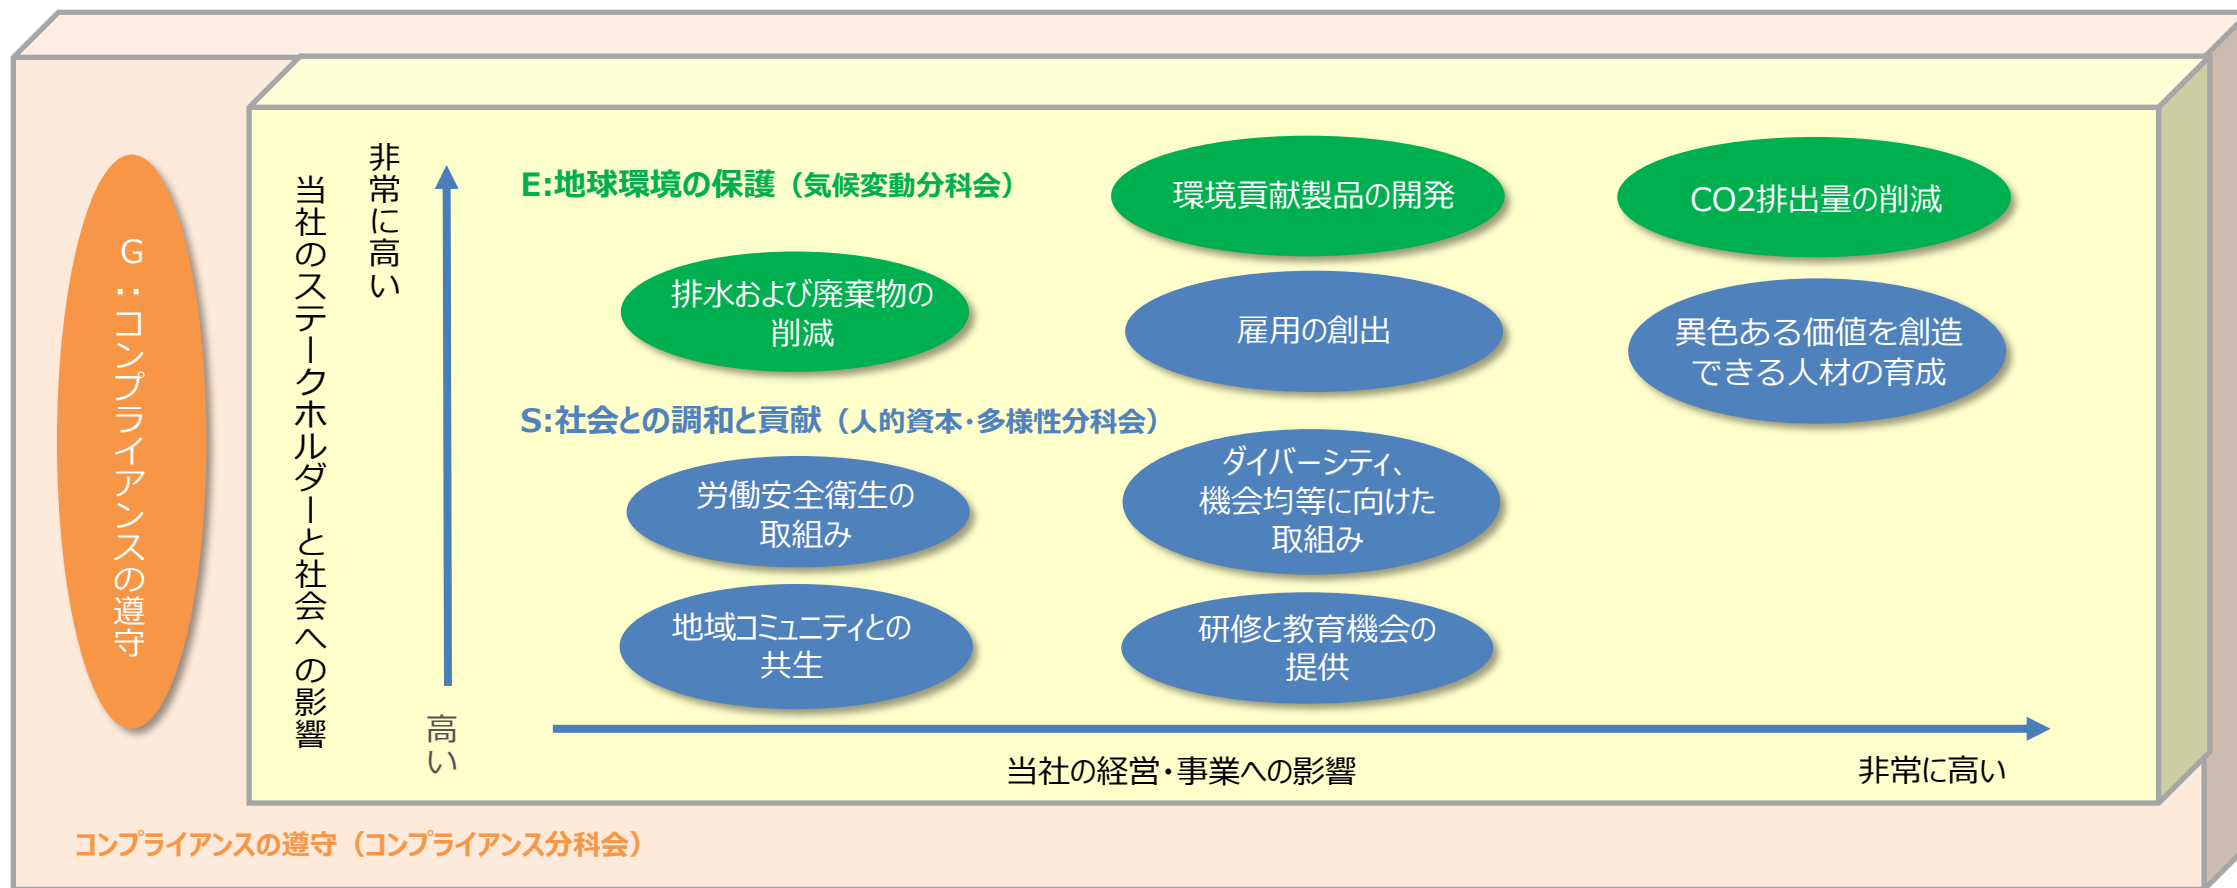 G：コンプライアンスの遵守
当社のステークホルダーと社会への影響
非常に高い
高い
E:地球環境の保護（気候変動分科会）
環境貢献製品の開発
CO2排出量の削減
排水および廃棄物の
削減
雇用の創出
異色ある価値を創造
できる人材の育成
S:社会との調和と貢献（人的資本・多様性分科会）
労働安全衛生の
取組み
ダイバーシティ、
機会均等に向けた
取組み
地域コミュニティとの
共生
研修と教育機会の
提供
当社の経営・事業への影響
非常に高い
コンプライアンスの遵守（コンプライアンス分科会）